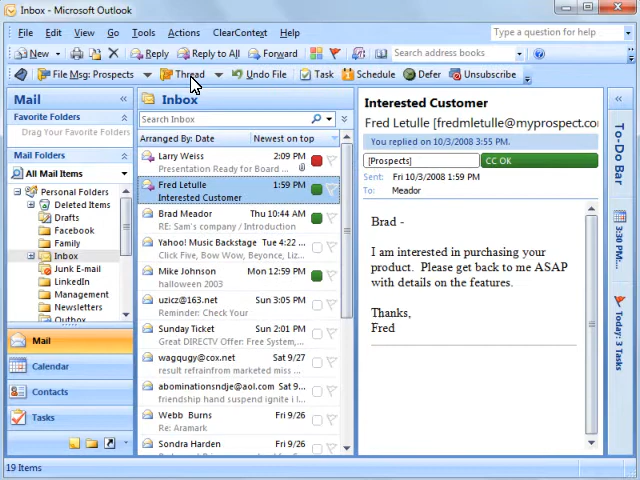 Inbox - Microsoft Outlook
File Edit View Go Tools Actions ClearContext Help
Type a question for help
New Reply Reply to All Forward Search address books
File Msg: Prospects Thread Undo File Task Schedule Defer Unsubscribe
Mail
Favorite Folders
Drag Your Favorite Folders
Mail Folders
All Mail Items
Personal Folders
Deleted Items
Drafts
Facebook
Family
Inbox
Junk E-mail
LinkedIn
Management
Newsletters
Outbox
Mail
Calendar
Contacts
Tasks
19 Items
Inbox
Search Inbox
Arranged By: Date Newest on top
Larry Weiss 2:09 PM
Presentation Ready for Board ...
Fred Letulle 1:59 PM
Interested Customer
Brad Meador Thu 10:44 AM
RE: Sam's company / Introduction
Yahoo! Music Backstage Tue 4:22 ...
Click Five, Bow Wow, Beyonce, Liz...
Mike Johnson Mon 12:59 PM
halloween 2003
uzicz@163.net Sun 3:05 PM
Reminder: Check Your
Sunday Ticket Sun 2:01 PM
Great DIRECTV Offer: Free System,...
wagqugy@cox.net Sat 9/27
result refrainfrom marketed miss ...
abominationsndje@aol.com Sat 9...
friendship hand suspend ignite i l...
Webb Burns Fri 9/26
Re: Aramark
Sondra Harden Fri 9/26
Interested Customer
Fred Letulle [fredmletulle@myprospect.co
You replied on 10/3/2008 3:55 PM.
[Prospects] CC OK
Sent: Fri 10/3/2008 1:59 PM
To: Meador
Brad -
I am interested in purchasing your
product. Please get back to me ASAP
with details on the features.
Thanks,
Fred
To-Do Bar
3:30 PM:...
Today: 3 Tasks